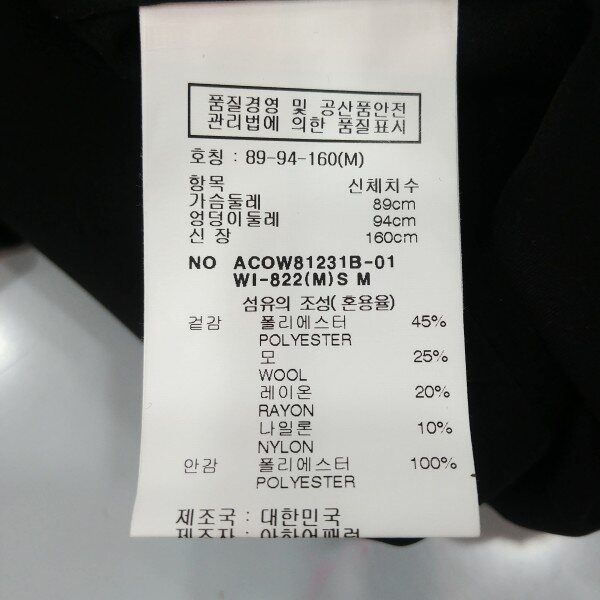 품질경영 및 공산품안전
관리법에 의한 품질표시
호칭 : 89-94-160(M)
항목 신체치수
가슴둘레 89cm
엉덩이둘레 94cm
신 장 160cm
NO ACOW81231B-01
WI-822(M)S M
섬유의 조성(혼용율)
겉감 폴리에스터 45%
POLYESTER
모 25%
WOOL
레이온 20%
RAYON
나일론 10%
NYLON
안감 폴리에스터 100%
POLYESTER
제조국 : 대한민국
제조자 :